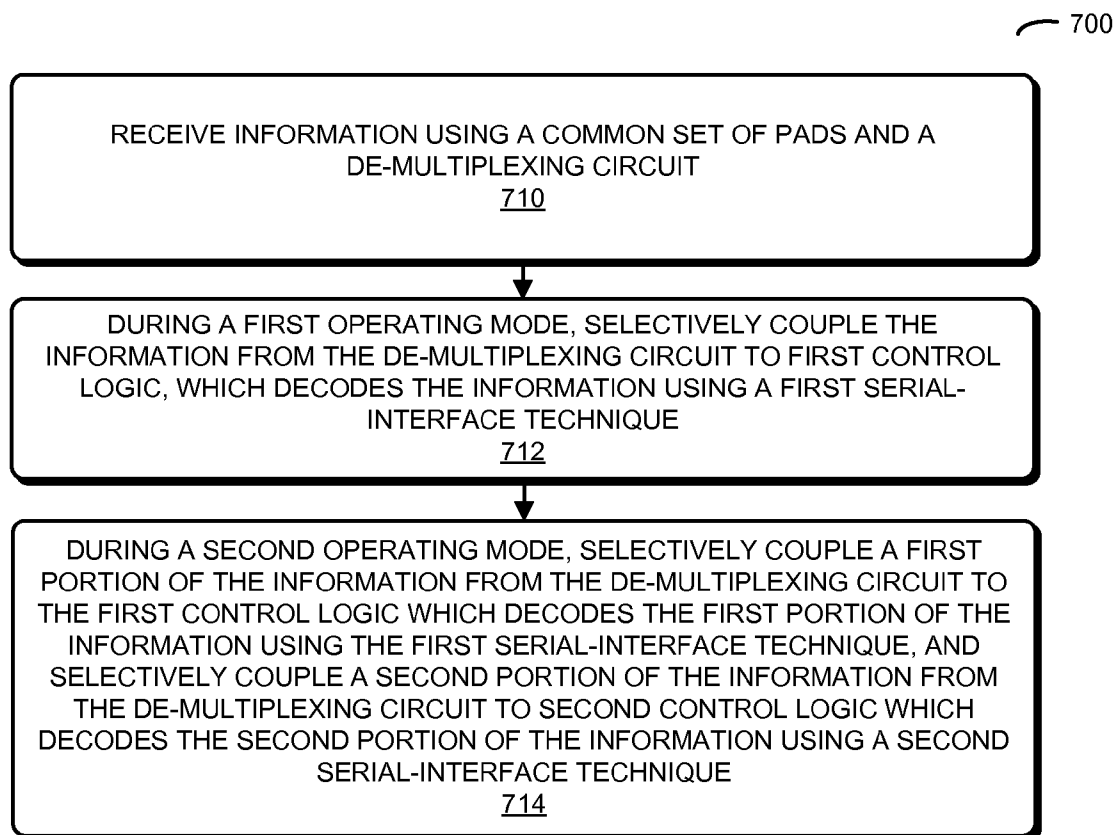 700
RECEIVE INFORMATION USING A COMMON SET OF PADS AND A
DE-MULTIPLEXING CIRCUIT
710
DURING A FIRST OPERATING MODE, SELECTIVELY COUPLE THE
INFORMATION FROM THE DE-MULTIPLEXING CIRCUIT TO FIRST CONTROL
LOGIC, WHICH DECODES THE INFORMATION USING A FIRST SERIAL-
INTERFACE TECHNIQUE
712
DURING A SECOND OPERATING MODE, SELECTIVELY COUPLE A FIRST
PORTION OF THE INFORMATION FROM THE DE-MULTIPLEXING CIRCUIT TO
THE FIRST CONTROL LOGIC WHICH DECODES THE FIRST PORTION OF THE
INFORMATION USING THE FIRST SERIAL-INTERFACE TECHNIQUE, AND
SELECTIVELY COUPLE A SECOND PORTION OF THE INFORMATION FROM
THE DE-MULTIPLEXING CIRCUIT TO SECOND CONTROL LOGIC WHICH
DECODES THE SECOND PORTION OF THE INFORMATION USING A SECOND
SERIAL-INTERFACE TECHNIQUE
714